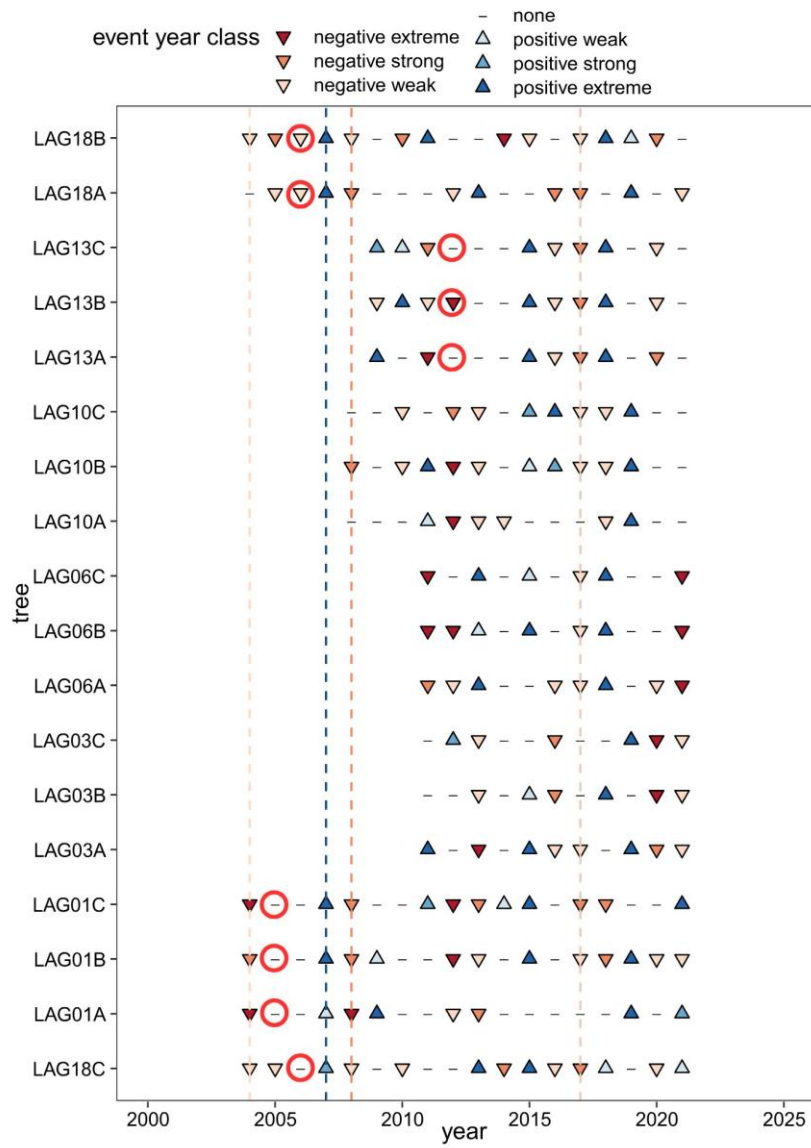 event year class
negative extreme
negative strong
negative weak
none
positive weak
positive strong
positive extreme
tree
LAG18B
LAG18A
LAG13C
LAG13B
LAG13A
LAG10C
LAG10B
LAG10A
LAG06C
LAG06B
LAG06A
LAG03C
LAG03B
LAG03A
LAG01C
LAG01B
LAG01A
LAG18C
2000 2005 2010 2015 2020 2025
year